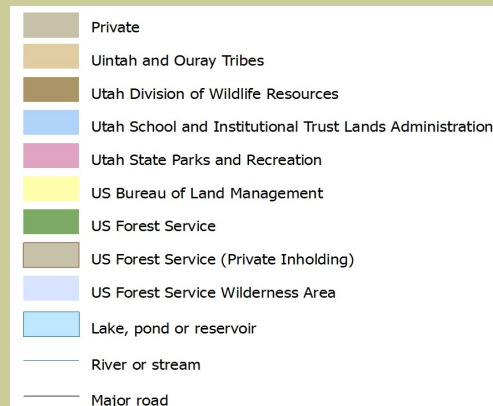 Private
Uintah and Ouray Tribes
Utah Division of Wildlife Resources
Utah School and Institutional Trust Lands Administration
Utah State Parks and Recreation
US Bureau of Land Management
US Forest Service
US Forest Service (Private Inholding)
US Forest Service Wilderness Area
Lake, pond or reservoir
River or stream
Major road